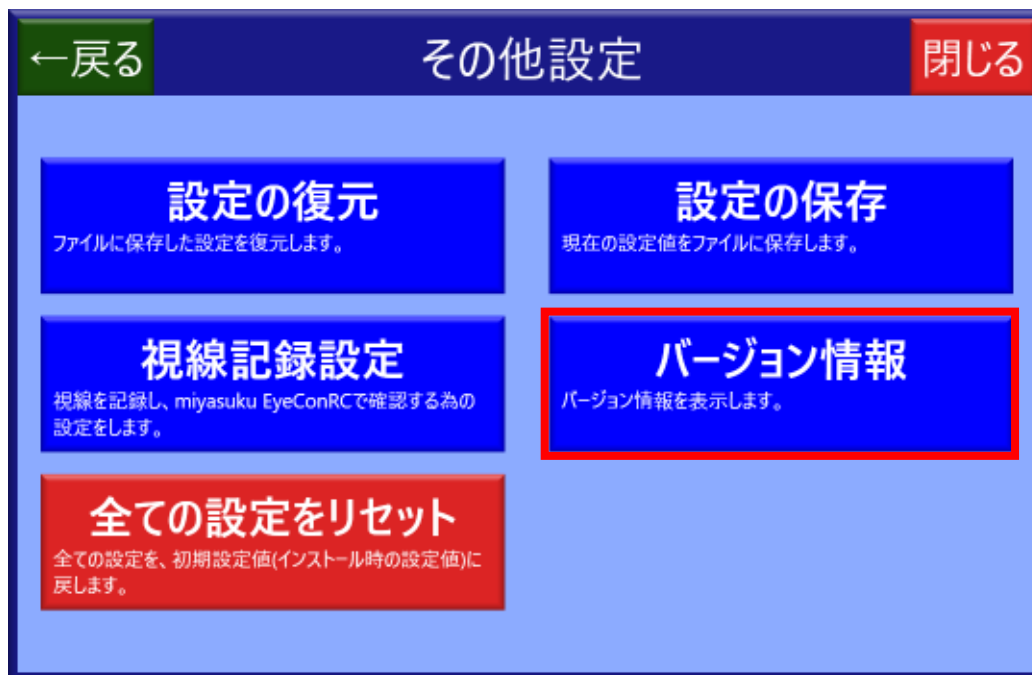 ←戻る
その他設定
閉じる
設定の復元
ファイルに保存した設定を復元します。
設定の保存
現在の設定値をファイルに保存します。
視線記録設定
視線を記録し、miyasuku EyeConRCで確認する為の
設定をします。
バージョン情報
バージョン情報を表示します。
全ての設定をリセット
全ての設定を、初期設定値(インストール時の設定値)に
戻します。